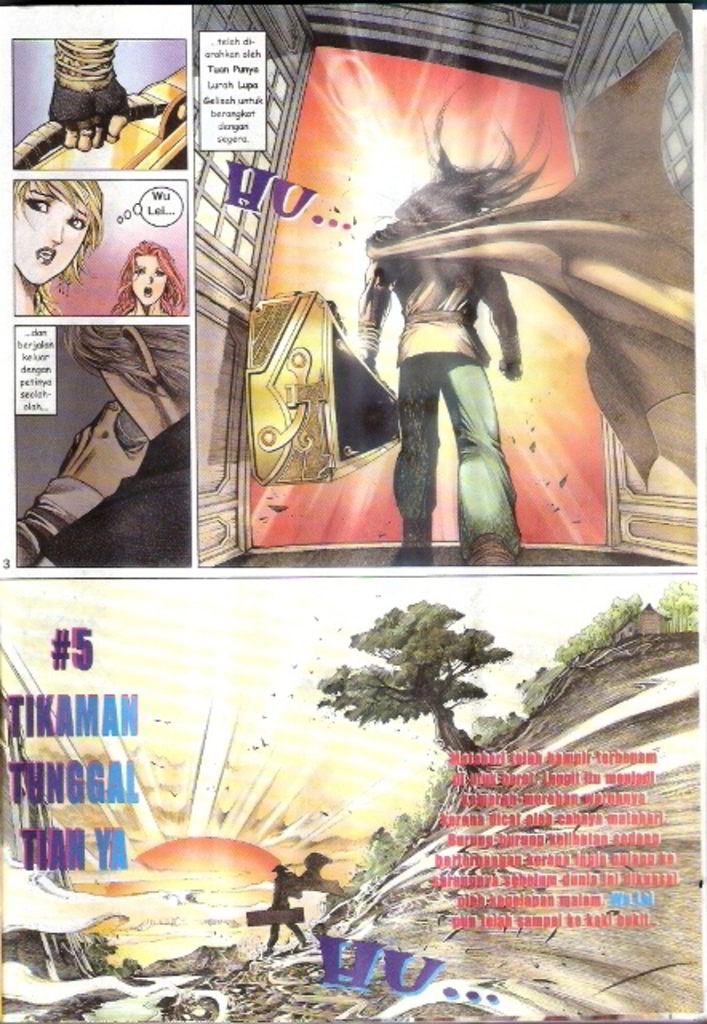 Wu
Lei...
...dan
berjalan
keluar
dengan
petinya
seolah-
olah...
...telah di-
arahkan oleh
Tuan Punya
Lurah Lupa
Gelisah untuk
berangkat
dengan
segera.
HU...
3
#5
TIKAMAN
TUNGGAL
TIAN YA
Matahari telah hampir terbenam
di ufuk barat. Langit itu menjadi
kemerah-merahan warnanya
kerana dicat oleh cahaya matahari.
Burung-burung kelihatan sedang
berterbangan kerana ingin pulang ke
sarangnya sebelum dunia ini dikuasai
oleh kegelapan malam. Wu Lei
pun telah sampai ke kaki bukit...
HU...